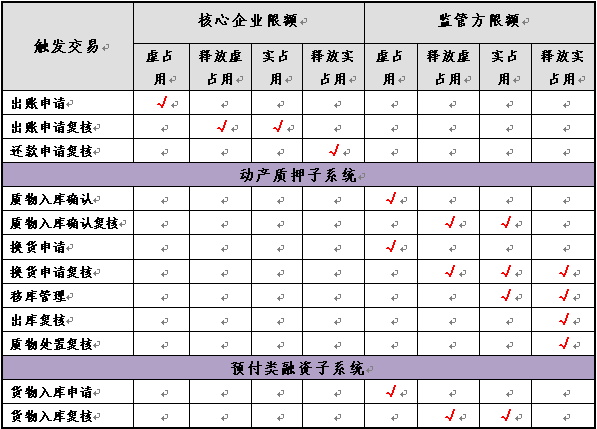 触发交易 核心企业限额 监管方限额
虚占用 释放虚占用 实占用 释放实占用 虚占用 释放虚占用 实占用 释放实占用
出账申请 √
出账申请复核 √ √
还款申请复核 √
动产质押子系统
质物入库确认 √
质物入库确认复核 √ √
换货申请 √
换货申请复核 √ √ √
移库管理 √ √
出库复核 √
质物处置复核 √
预付类融资子系统
货物入库申请 √
货物入库复核 √ √